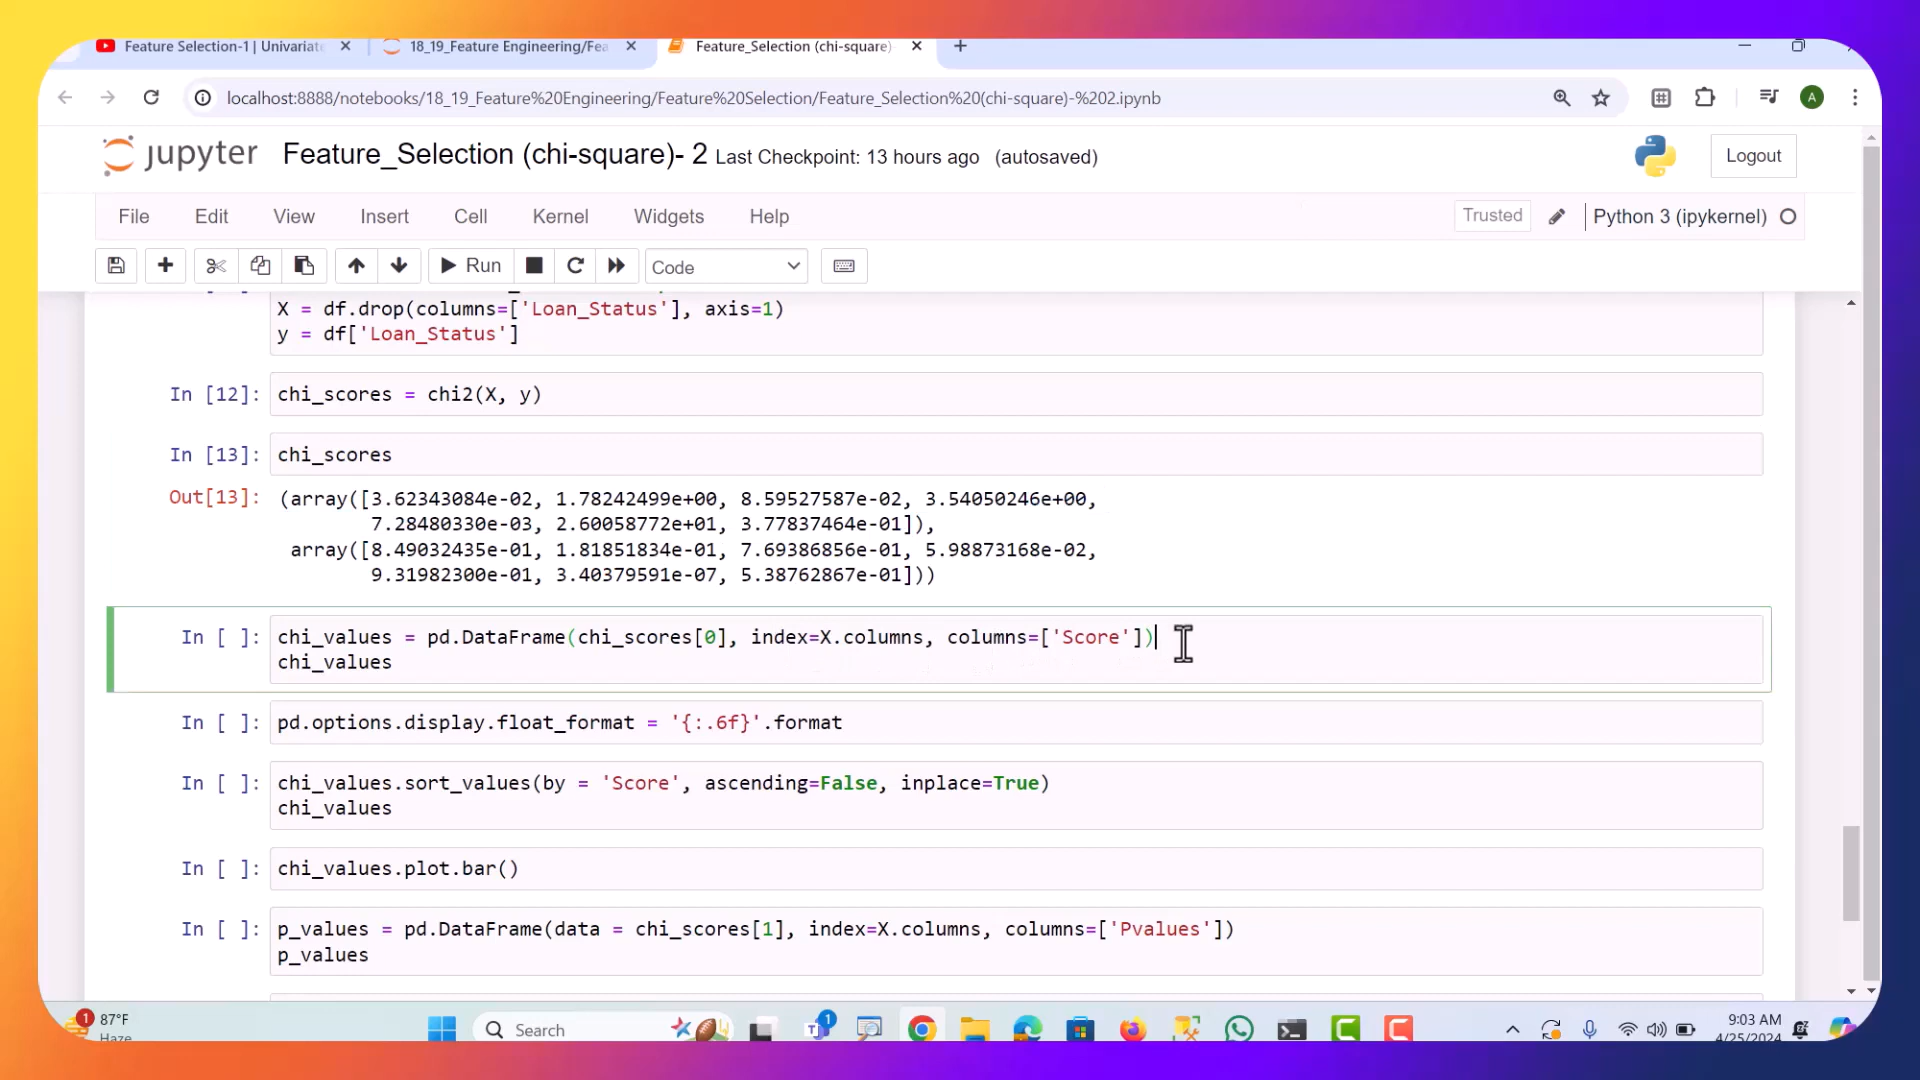 Feature Selection-1 | Univariate
18_19_Feature Engineering/Fea
Feature_Selection (chi-square)
localhost:8888/notebooks/18_19_Feature%20Engineering/Feature%20Selection/Feature_Selection%20(chi-square)-%202.ipynb
A
jupyter Feature_Selection (chi-square)- 2 Last Checkpoint: 13 hours ago (autosaved)
Logout
File Edit View Insert Cell Kernel Widgets Help
Trusted Python 3 (ipykernel)
Run Code
X = df.drop(columns=['Loan_Status'], axis=1)
y = df['Loan_Status']
In [12]: chi_scores = chi2(X, y)
In [13]: chi_scores
Out[13]: (array([3.62343084e-02, 1.78242499e+00, 8.59527587e-02, 3.54050246e+00,
7.28480330e-03, 2.60058772e+01, 3.77837464e-01]),
array([8.49032435e-01, 1.81851834e-01, 7.69386856e-01, 5.98873168e-02,
9.31982300e-01, 3.40379591e-07, 5.38762867e-01]))
In [ ]: chi_values = pd.DataFrame(chi_scores[0], index=X.columns, columns=['Score'])
chi_values
In [ ]: pd.options.display.float_format = '{:.6f}'.format
In [ ]: chi_values.sort_values(by = 'Score', ascending=False, inplace=True)
chi_values
In [ ]: chi_values.plot.bar()
In [ ]: p_values = pd.DataFrame(data = chi_scores[1], index=X.columns, columns=['Pvalues'])
p_values
1
87°F
Haze
Search
1
9:03 AM
4/25/2024